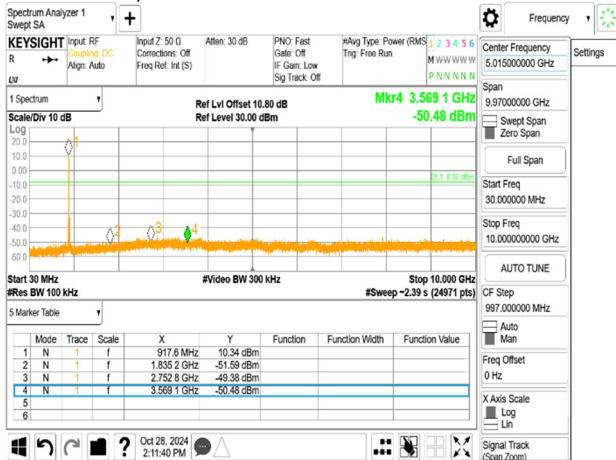 Spectrum Analyzer 1
Swept SA
+
Frequency
Settings
KEYSIGHT
R
LXI
Input: RF
Coupling: DC
Align: Auto
Input Z: 50 Ω
Corrections: Off
Freq Ref: Int (S)
Atten: 30 dB
PNO: Fast
Gate: Off
IF Gain: Low
Sig Track: Off
#Avg Type: Power (RMS
Trig: Free Run
1 2 3 4 5 6
M W W W W W
P N N N N N
1 Spectrum
Scale/Div 10 dB
Log
Ref Lvl Offset 10.80 dB
Ref Level 30.00 dBm
Mkr4 3.569 1 GHz
-50.48 dBm
20.0
10.0
0.00
-10.0
-20.0
-30.0
-40.0
-50.0
-60.0
1
2
3
4
Start 30 MHz
#Res BW 100 kHz
#Video BW 300 kHz
Stop 10.000 GHz
#Sweep ~2.39 s (24971 pts)
5 Marker Table
Mode Trace Scale X Y Function Function Width Function Value
1 N 1 f 917.6 MHz 10.34 dBm
2 N 1 f 1.835 2 GHz -51.59 dBm
3 N 1 f 2.752 8 GHz -49.38 dBm
4 N 1 f 3.569 1 GHz -50.48 dBm
5
6
Oct 28, 2024
2:11:40 PM
?
Center Frequency
5.015000000 GHz
Span
9.97000000 GHz
Swept Span
Zero Span
Full Span
Start Freq
30.000000 MHz
Stop Freq
10.000000000 GHz
AUTO TUNE
CF Step
997.000000 MHz
Auto
Man
Freq Offset
0 Hz
X Axis Scale
Log
Lin
Signal Track
(Span Zoom)